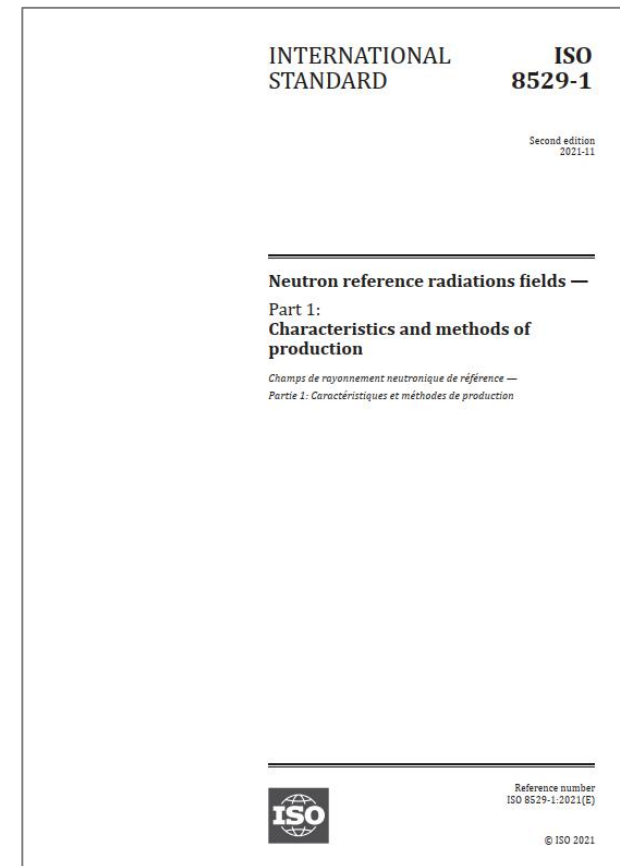 INTERNATIONAL
STANDARD
ISO
8529-1
Second edition
2021-11
Neutron reference radiations fields —
Part 1:
Characteristics and methods of
production
Champs de rayonnement neutronique de référence —
Partie 1: Caractéristiques et méthodes de production
ISO
Reference number
ISO 8529-1:2021(E)
© ISO 2021